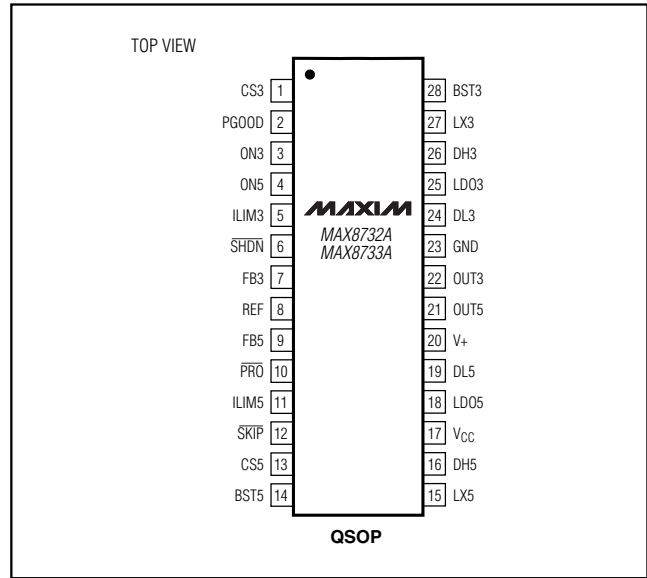 TOP VIEW
CS3 1
PGOOD 2
ON3 3
ON5 4
ILIM3 5
SHDN 6
FB3 7
REF 8
FB5 9
PRO 10
ILIM5 11
SKIP 12
CS5 13
BST5 14
MAXIM
MAX8732A
MAX8733A
28 BST3
27 LX3
26 DH3
25 LDO3
24 DL3
23 GND
22 OUT3
21 OUT5
20 V+
19 DL5
18 LDO5
17 VCC
16 DH5
15 LX5
QSOP